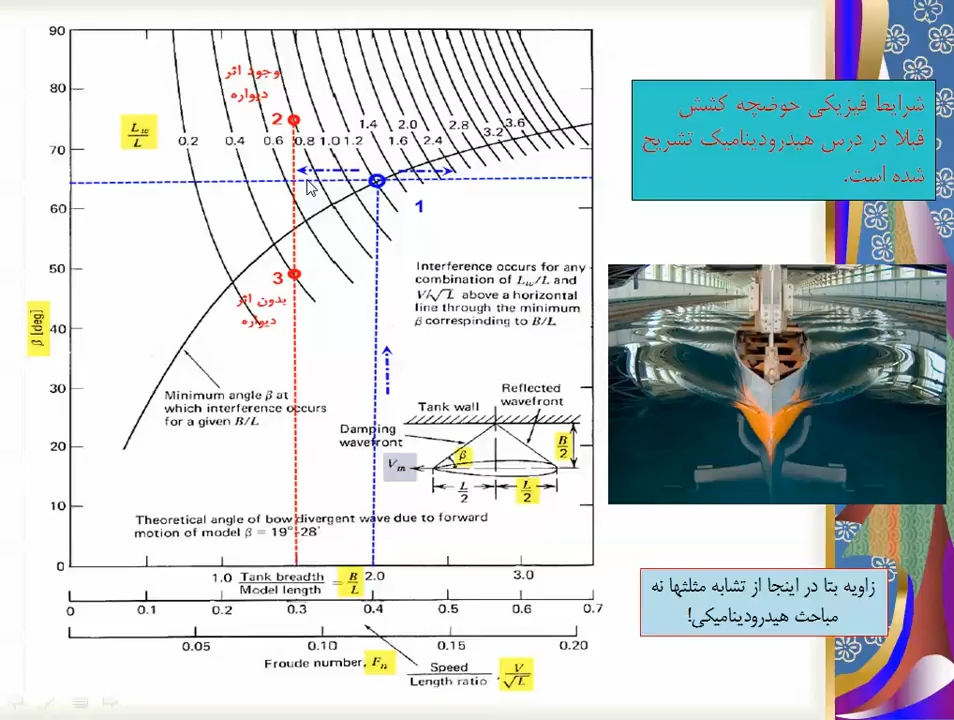 90
80
70
60
50
40
30
20
10
0
β [deg]
L_w/L
0.2
0.4
0.6
0.8
1.0
1.2
1.4
1.6
2.0
2.4
2.8
3.2
3.6
وجود اثر
دیواره
2
1
3
بدون اثر
دیواره
Interference occurs for any
combination of L_w/L and
V/√L above a horizontal
line through the minimum
β correspinding to B/L
Minimum angle β at
which interference occurs
for a given B/L
Tank wall
Reflected
wavefront
Damping
wavefront
β
B/2
V_m
L/2
L/2
Theoretical angle of bow divergent wave due to forward
motion of model β = 19°-28'
1.0
Tank breadth/Model length = B/L
2.0
3.0
0
0.1
0.2
0.3
0.4
0.5
0.6
0.7
0.05
0.10
0.15
0.20
Froude number, F_n
Speed/Length ratio, V/√L
شرایط فیزیکی حوضچه کشش
قبلا در درس هیدرودینامیک تشریح
شده است.
زاویه بتا در اینجا از تشابه مثلثها نه
مباحث هیدرودینامیکی!